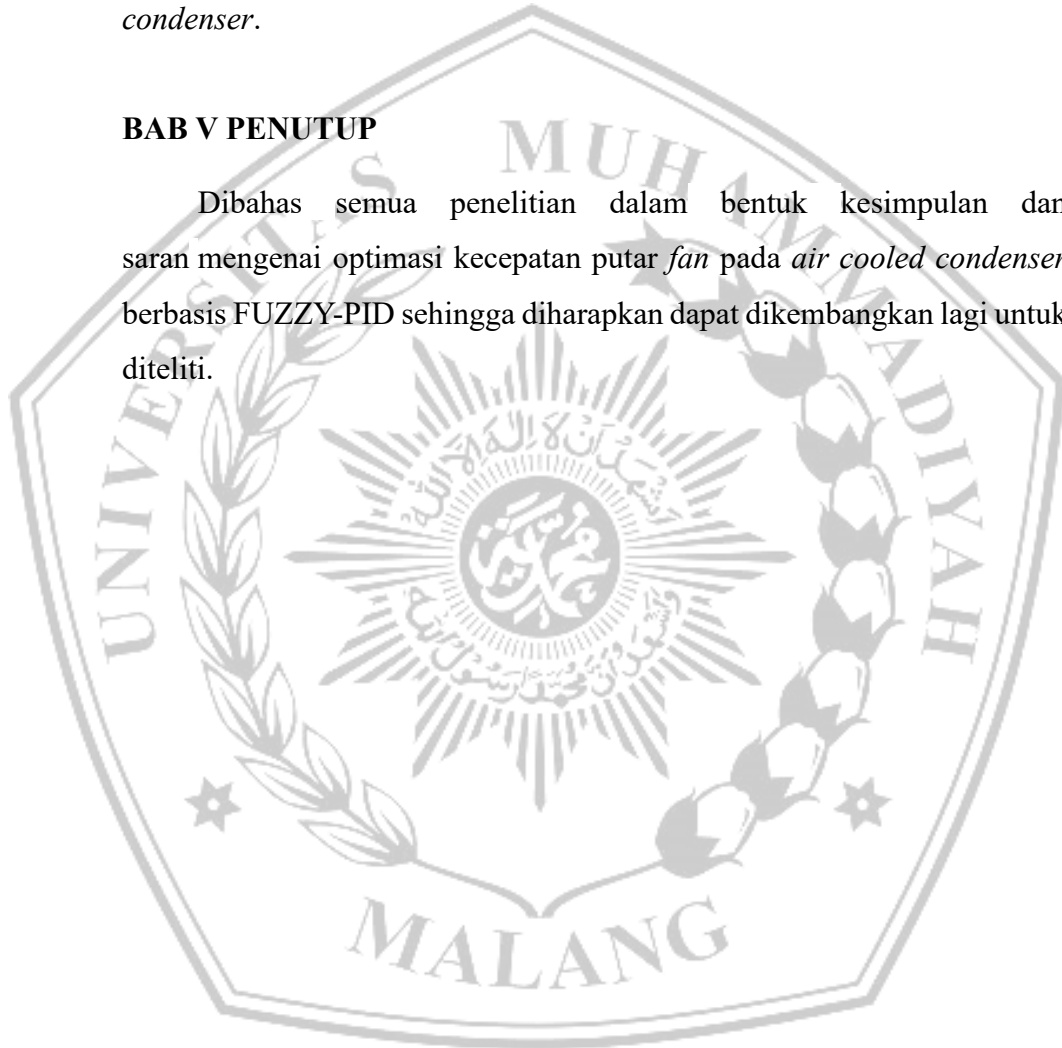 condenser.
BAB V PENUTUP
Dibahas semua penelitian dalam bentuk kesimpulan dan
saran mengenai optimasi kecepatan putar fan pada air cooled condenser
berbasis FUZZY-PID sehingga diharapkan dapat dikembangkan lagi untuk
diteliti.
UNIVERSITAS MUHAMMADIYAH
MALANG